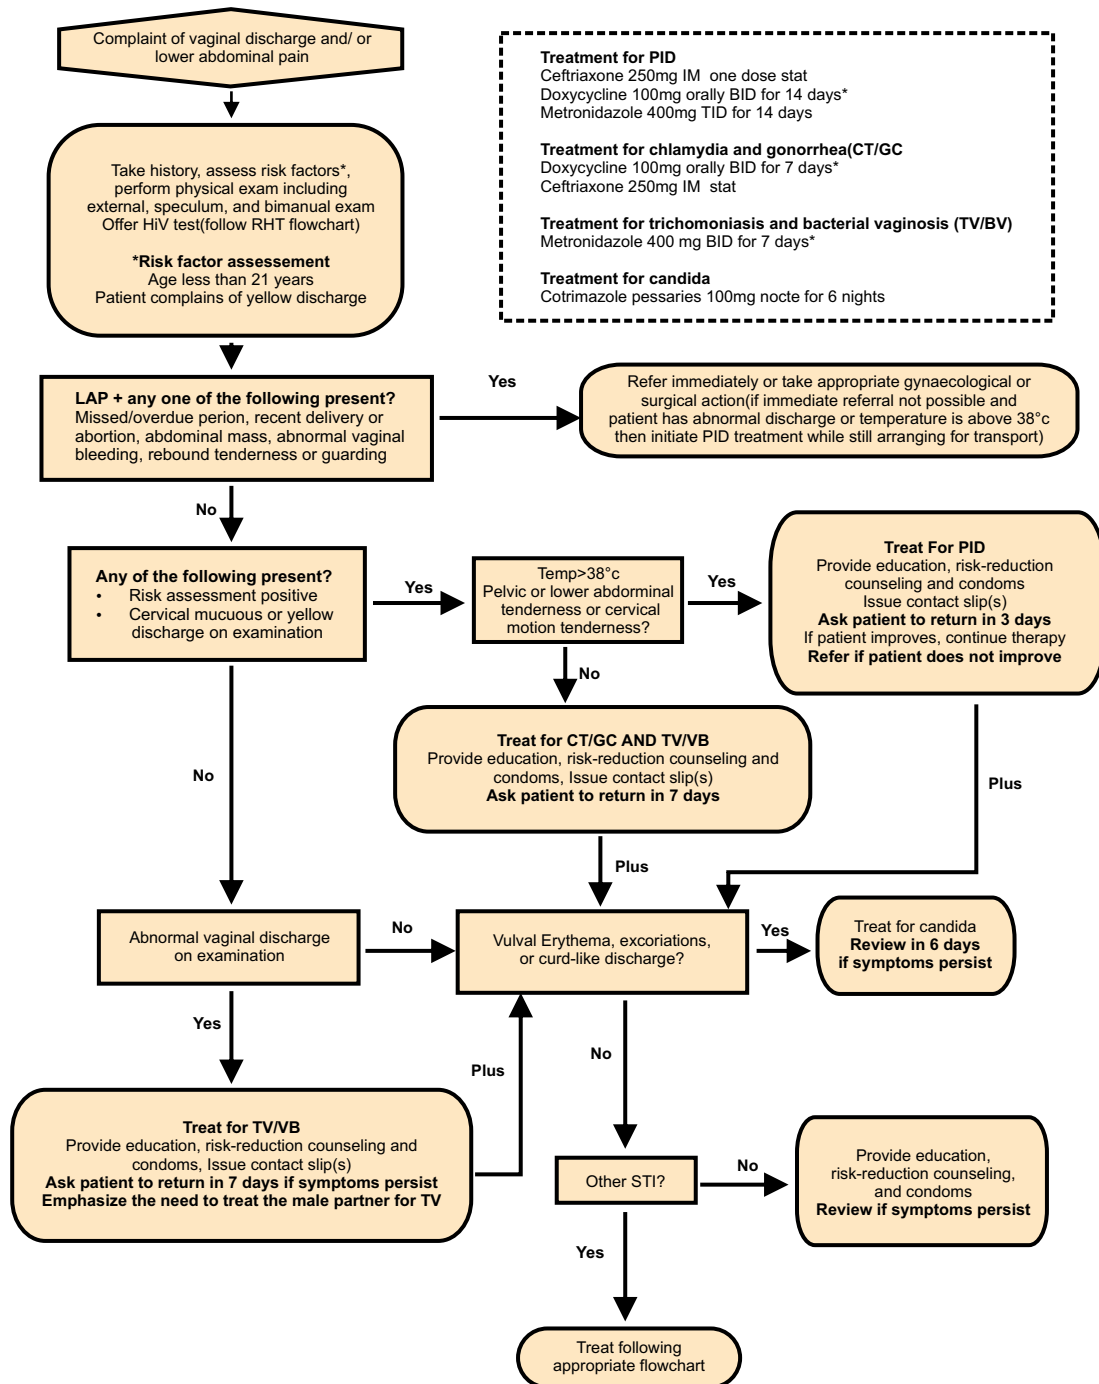 Complaint of vaginal discharge and/ or
lower abdominal pain
Treatment for PID
Ceftriaxone 250mg IM one dose stat
Doxycycline 100mg orally BID for 14 days*
Metronidazole 400mg TID for 14 days
Treatment for chlamydia and gonorrhea(CT/GC
Doxycycline 100mg orally BID for 7 days*
Ceftriaxone 250mg IM stat
Treatment for trichomoniasis and bacterial vaginosis (TV/BV)
Metronidazole 400 mg BID for 7 days*
Treatment for candida
Cotrimazole pessaries 100mg nocte for 6 nights
Take history, assess risk factors*,
perform physical exam including
external, speculum, and bimanual exam
Offer HiV test(follow RHT flowchart)
*Risk factor assessement
Age less than 21 years
Patient complains of yellow discharge
LAP + any one of the following present?
Missed/overdue perion, recent delivery or
abortion, abdominal mass, abnormal vaginal
bleeding, rebound tenderness or guarding
Yes
Refer immediately or take appropriate gynaecological or
surgical action(if immediate referral not possible and
patient has abnormal discharge or temperature is above 38°c
then initiate PID treatment while still arranging for transport)
No
Any of the following present?
• Risk assessment positive
• Cervical mucuous or yellow
discharge on examination
Yes
Temp>38°c
Pelvic or lower abdorminal
tenderness or cervical
motion tenderness?
Yes
Treat For PID
Provide education, risk-reduction
counseling and condoms
Issue contact slip(s)
Ask patient to return in 3 days
If patient improves, continue therapy
Refer if patient does not improve
No
Treat for CT/GC AND TV/VB
Provide education, risk-reduction counseling and
condoms, Issue contact slip(s)
Ask patient to return in 7 days
No
Plus
Plus
Abnormal vaginal discharge
on examination
No
Vulval Erythema, excoriations,
or curd-like discharge?
Yes
Treat for candida
Review in 6 days
if symptoms persist
Yes
Plus
No
Treat for TV/VB
Provide education, risk-reduction counseling and
condoms, Issue contact slip(s)
Ask patient to return in 7 days if symptoms persist
Emphasize the need to treat the male partner for TV
Other STI?
No
Provide education,
risk-reduction counseling,
and condoms
Review if symptoms persist
Yes
Treat following
appropriate flowchart